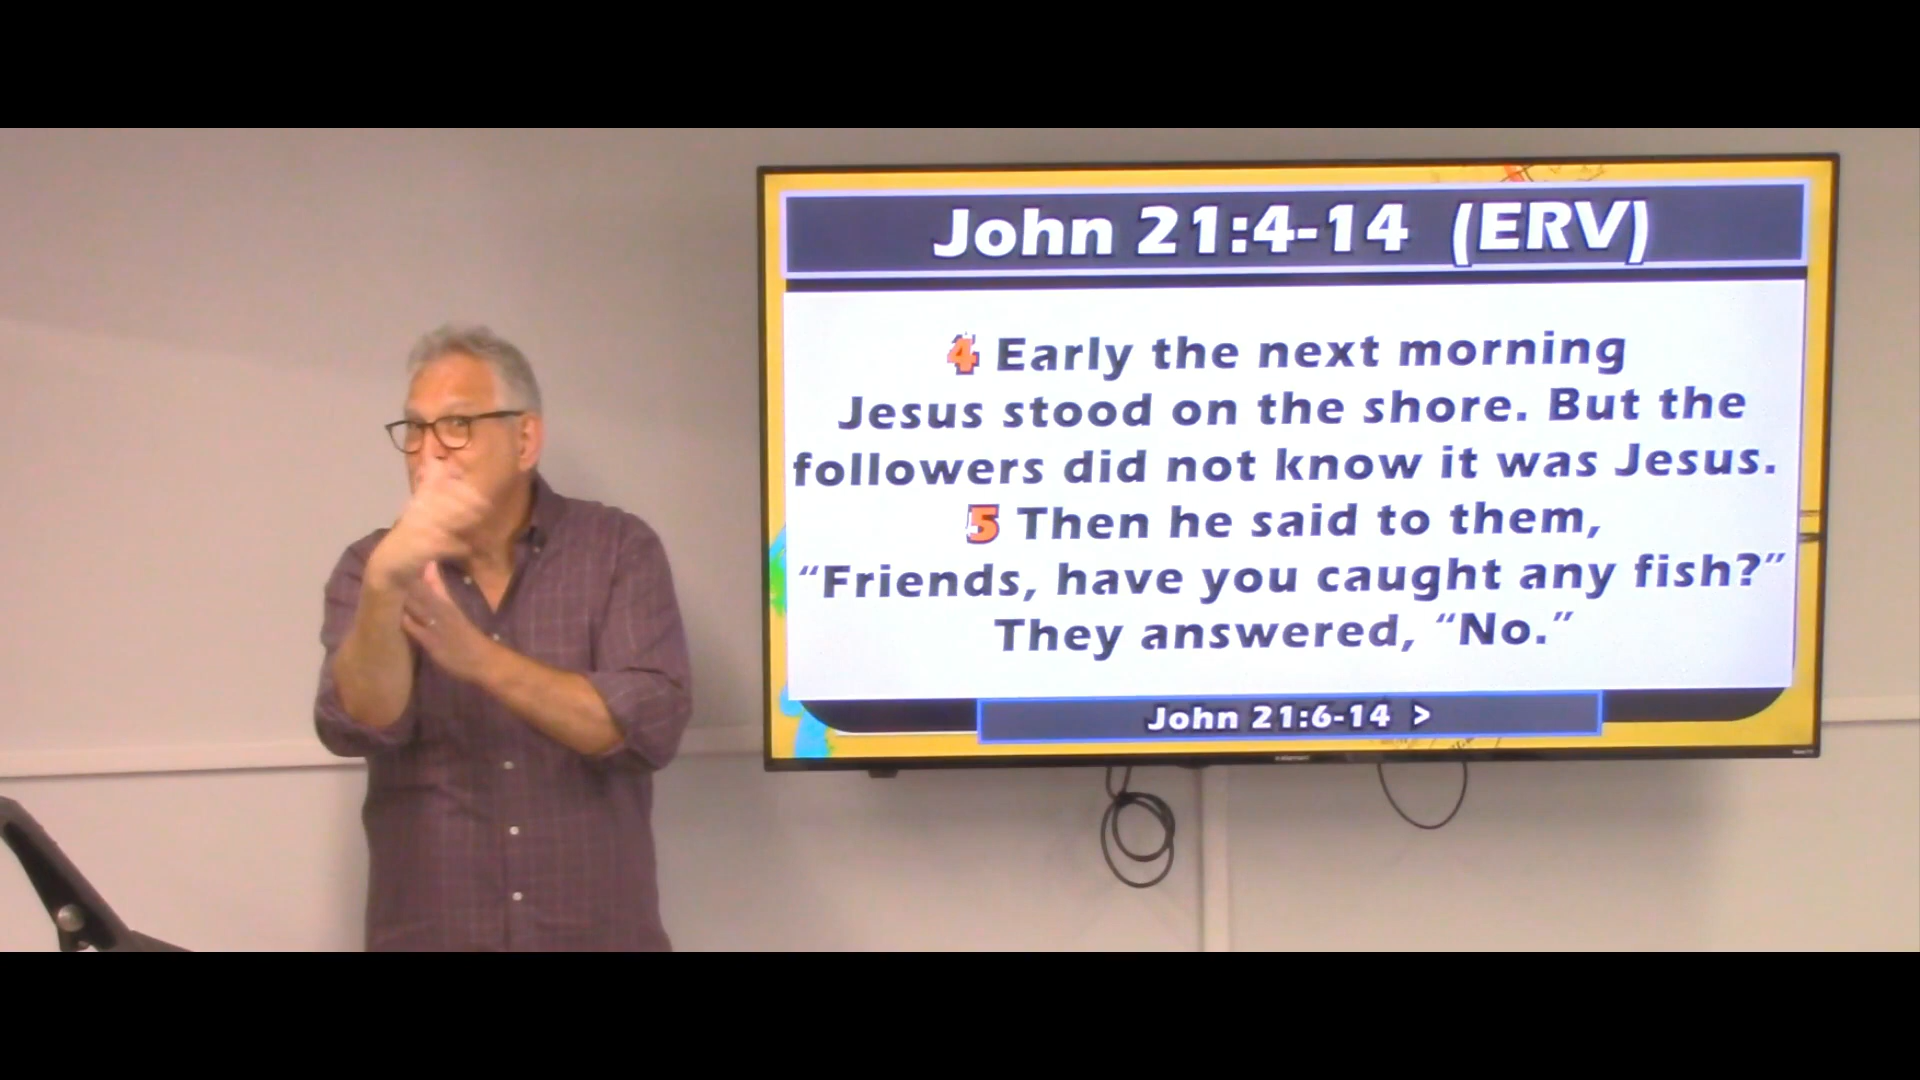 John 21:4-14 (ERV)
4 Early the next morning
Jesus stood on the shore. But the
followers did not know it was Jesus.
5 Then he said to them,
“Friends, have you caught any fish?”
They answered, “No.”
John 21:6-14 >